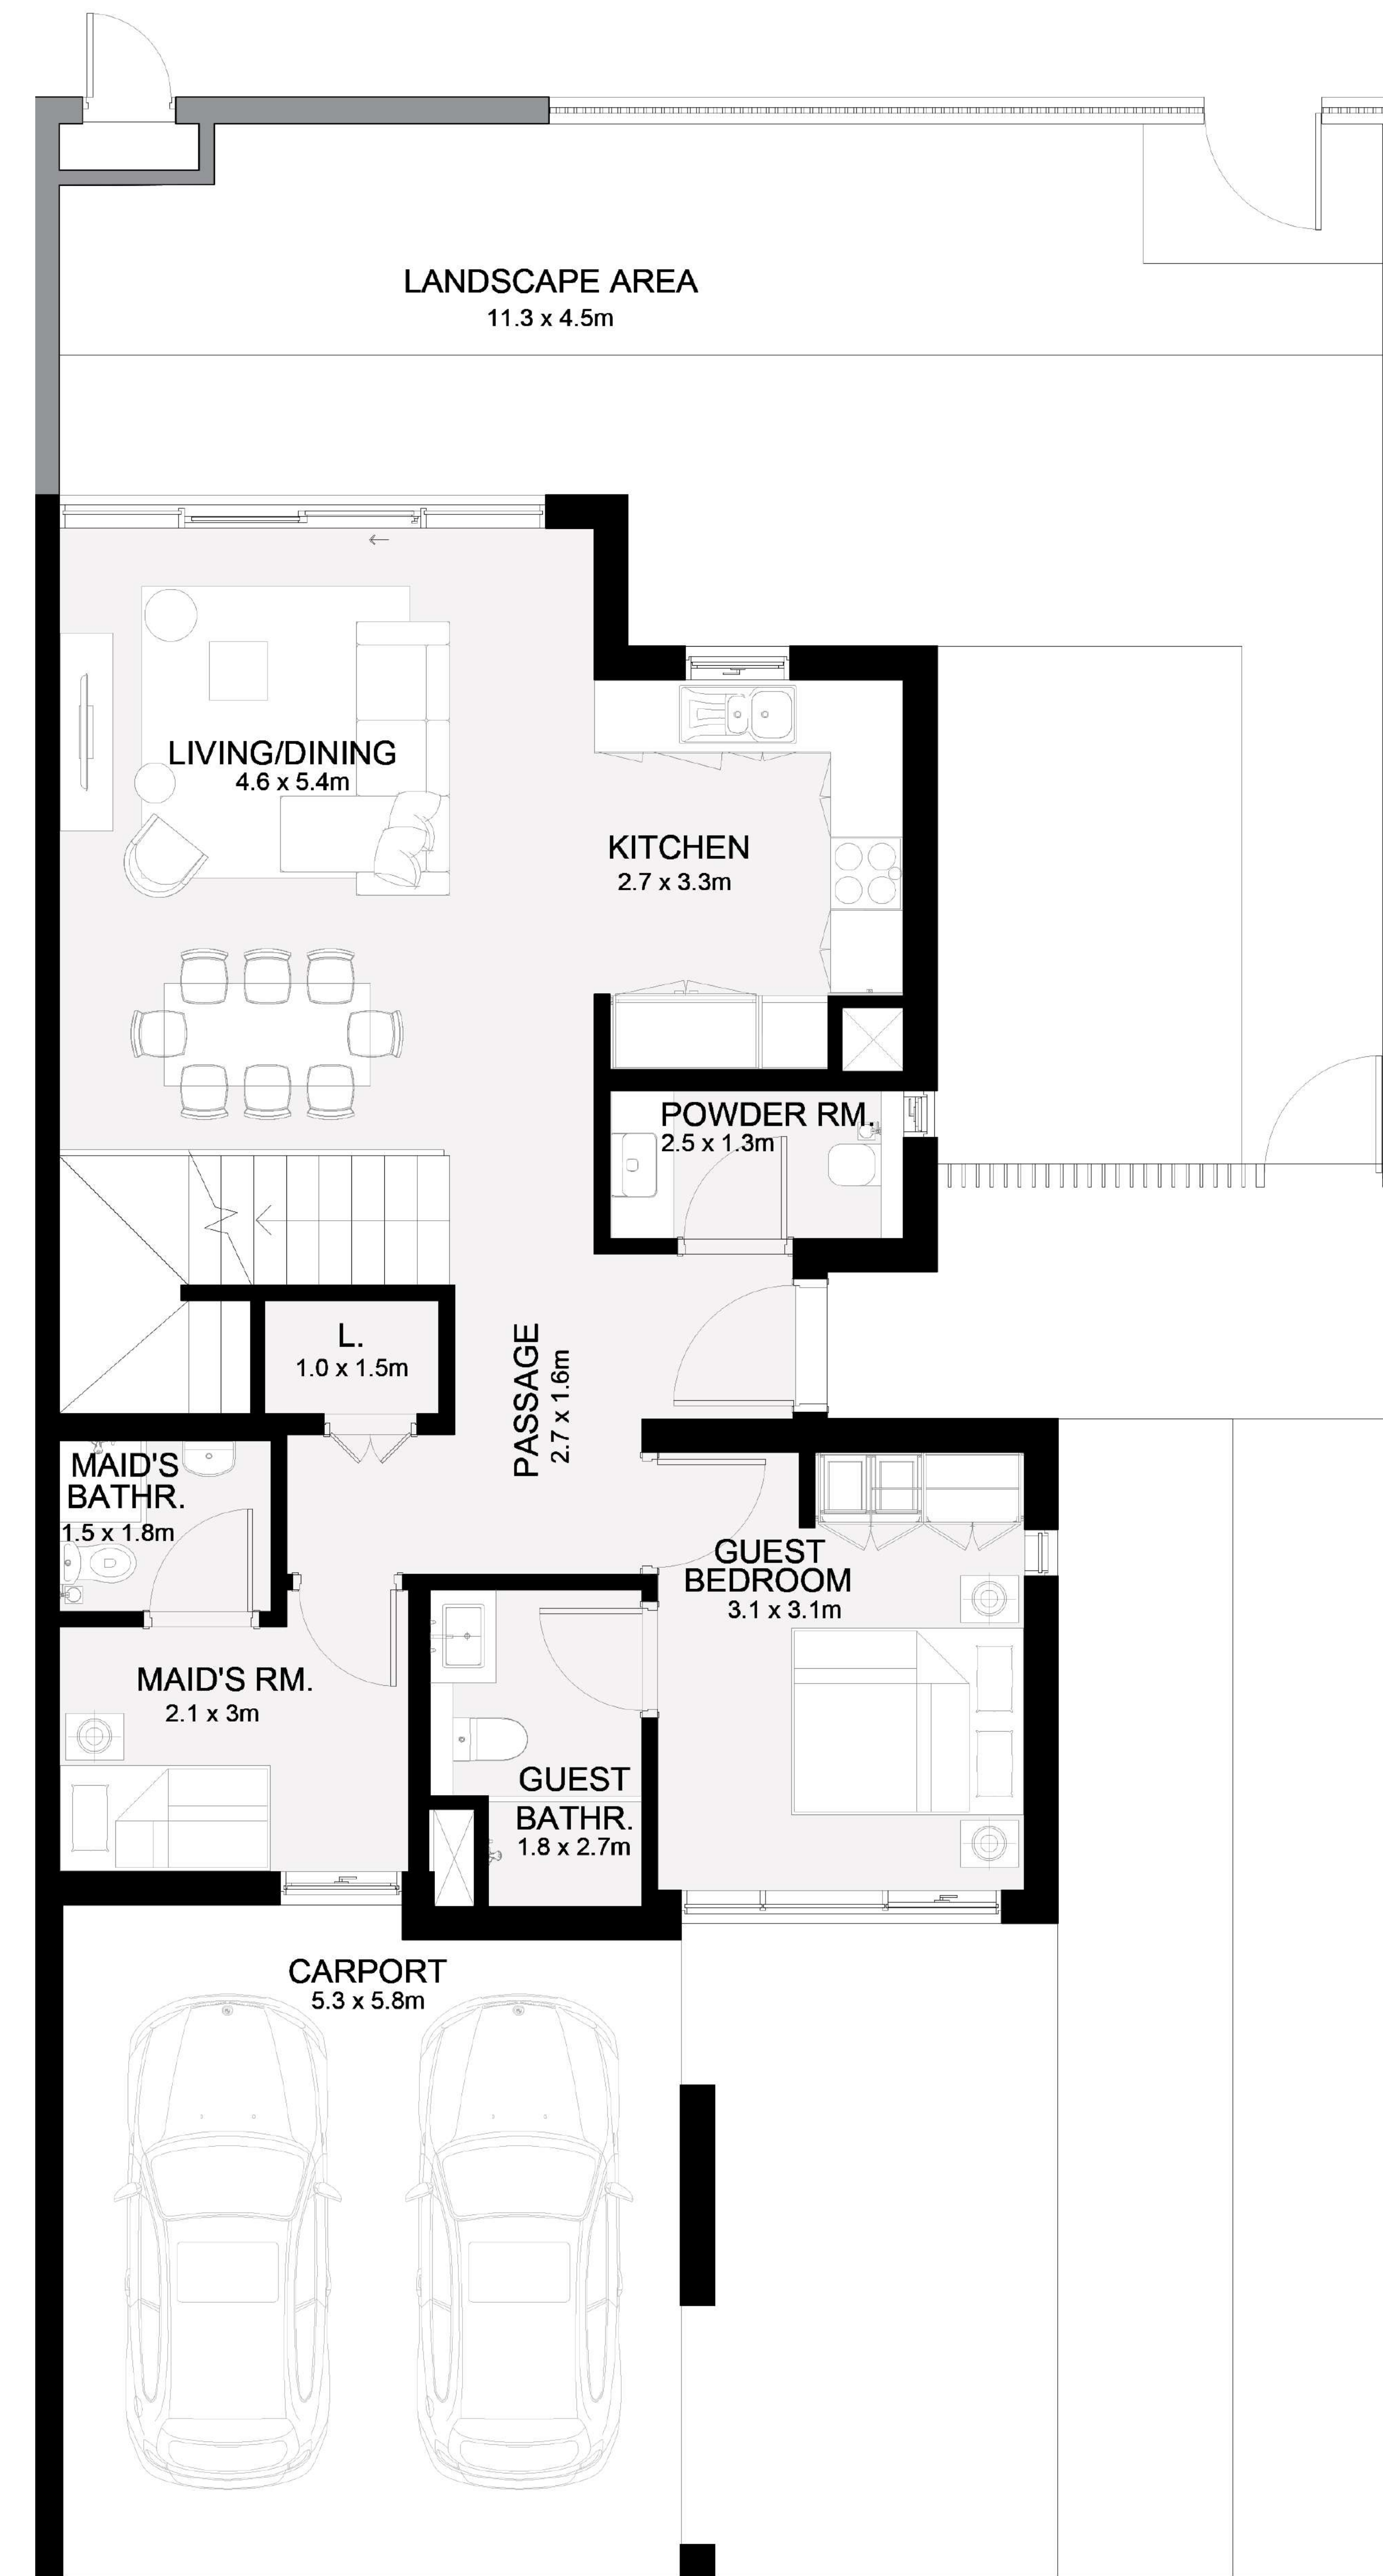 LANDSCAPE AREA
11.3 x 4.5m
LIVING/DINING
4.6 x 5.4m
KITCHEN
2.7 x 3.3m
POWDER RM.
2.5 x 1.3m
L.
1.0 x 1.5m
PASSAGE
2.7 x 1.6m
MAID'S
BATHR.
1.5 x 1.8m
GUEST
BEDROOM
3.1 x 3.1m
MAID'S RM.
2.1 x 3m
GUEST
BATHR.
1.8 x 2.7m
CARPORT
5.3 x 5.8m